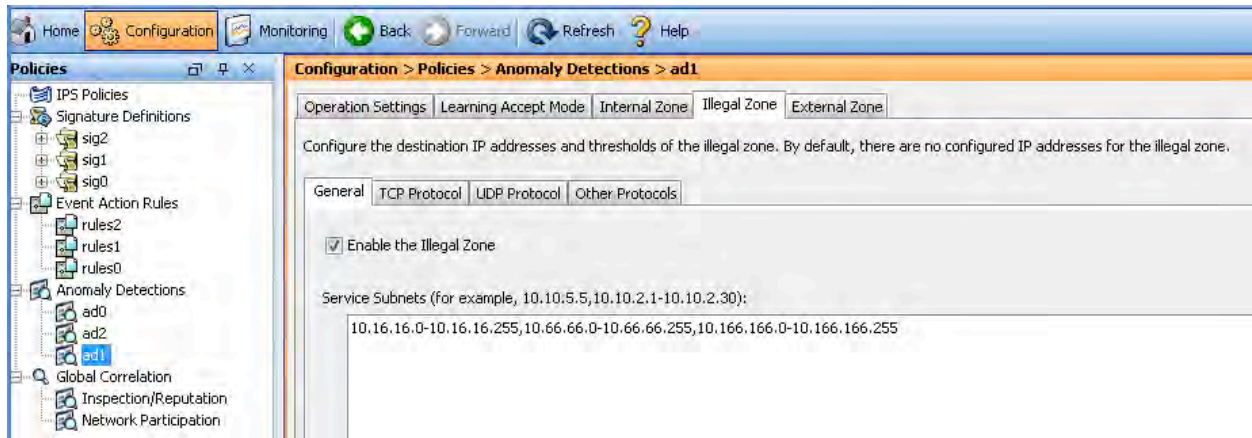 Home Configuration Monitoring Back Forward Refresh Help
Policies
IPS Policies
Signature Definitions
sig2
sig1
sig0
Event Action Rules
rules2
rules1
rules0
Anomaly Detections
ad0
ad2
ad1
Global Correlation
Inspection/Reputation
Network Participation
Configuration > Policies > Anomaly Detections > ad1
Operation Settings Learning Accept Mode Internal Zone Illegal Zone External Zone
Configure the destination IP addresses and thresholds of the illegal zone. By default, there are no configured IP addresses for the illegal zone.
General TCP Protocol UDP Protocol Other Protocols
Enable the Illegal Zone
Service Subnets (for example, 10.10.5.5,10.10.2.1-10.10.2.30):
10.16.16.0-10.16.16.255,10.66.66.0-10.66.66.255,10.166.166.0-10.166.166.255